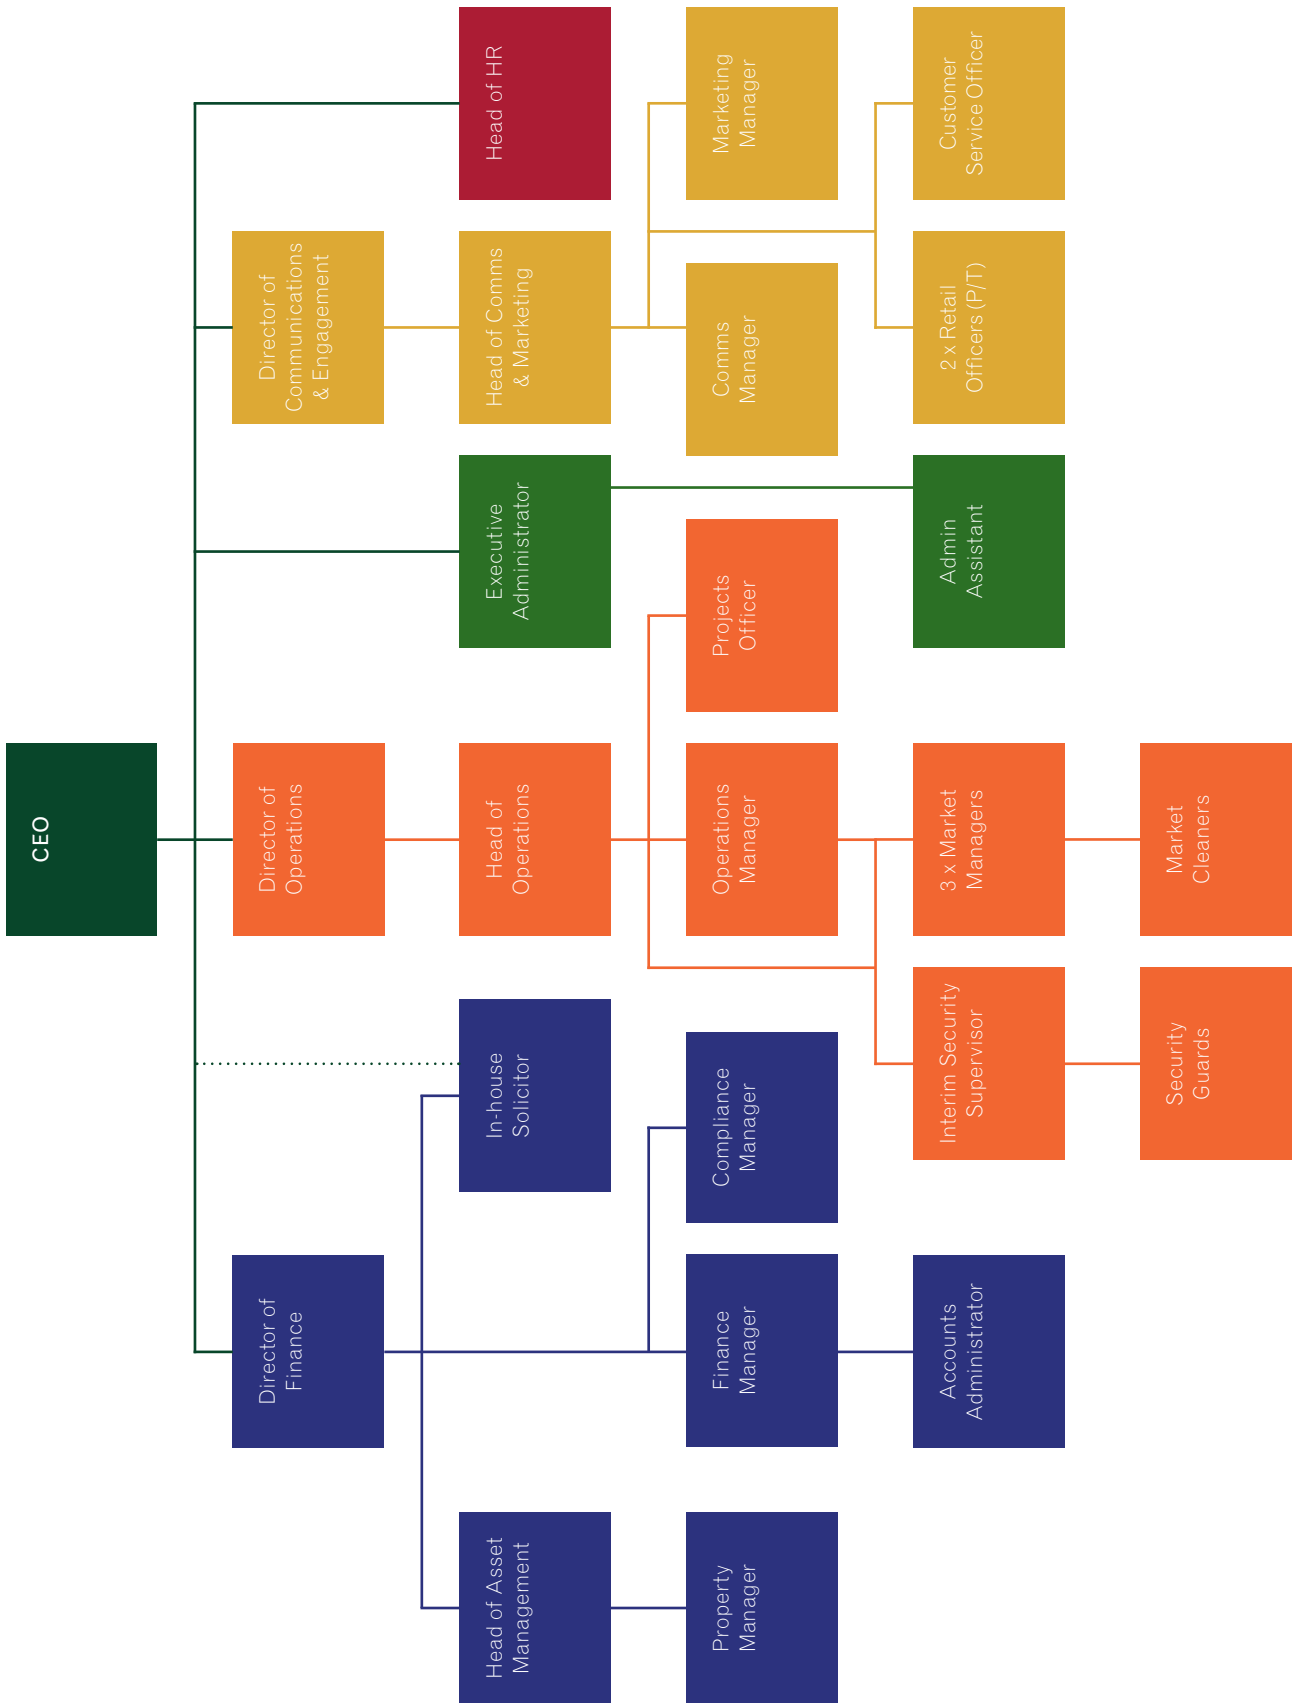 CEO
Director of
Finance
Director of
Operations
Director of
Communications
& Engagement
Head of Asset
Management
In-house
Solicitor
Head of
Operations
Executive
Administrator
Head of Comms
& Marketing
Head of HR
Property
Manager
Finance
Manager
Compliance
Manager
Operations
Manager
Projects
Officer
Comms
Manager
Marketing
Manager
Accounts
Administrator
Interim Security
Supervisor
3 x Market
Managers
Admin
Assistant
2 x Retail
Officers (P/T)
Customer
Service Officer
Security
Guards
Market
Cleaners